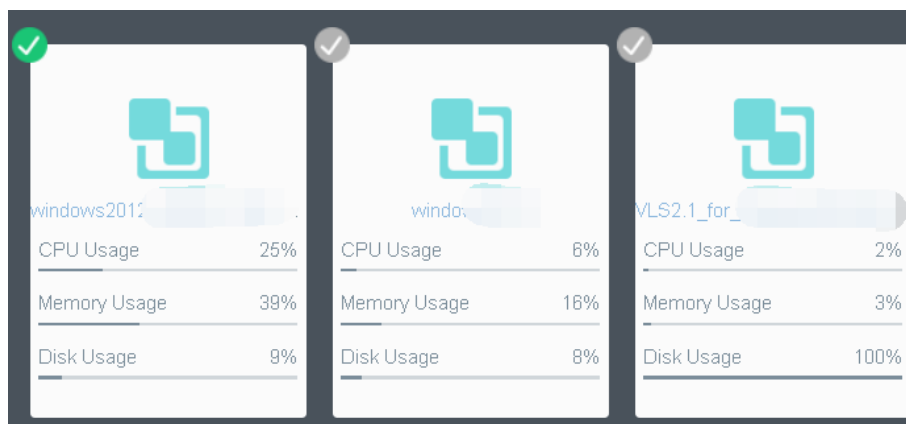 windows2012
CPU Usage 25%
Memory Usage 39%
Disk Usage 9%
CPU Usage 6%
Memory Usage 16%
Disk Usage 8%
VLS2.1_for_
CPU Usage 2%
Memory Usage 3%
Disk Usage 100%